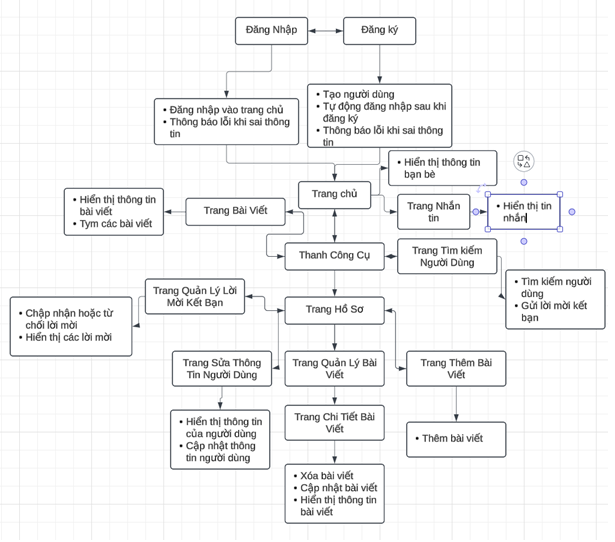 Đăng Nhập
Đăng ký
• Đăng nhập vào trang chủ
• Thông báo lỗi khi sai thông
tin
• Tạo người dùng
• Tự động đăng nhập sau khi
đăng ký
• Thông báo lỗi khi sai thông
tin
• Hiển thị thông tin
bạn bè
Trang chủ
Trang Nhắn
tin
• Hiển thị tin
nhắn
• Hiển thị thông tin
bài viết
• Tym các bài viết
Trang Bài Viết
Thanh Công Cụ
Trang Tìm kiếm
Người Dùng
• Tìm kiếm người
dùng
• Gửi lời mời kết
bạn
Trang Quản Lý Lời
Mời Kết Bạn
• Chập nhận hoặc từ
chối lời mời
• Hiển thị các lời mời
Trang Hồ Sơ
Trang Sửa Thông
Tin Người Dùng
Trang Quản Lý Bài
Viết
Trang Thêm Bài
Viết
• Hiển thị thông tin
của người dùng
• Cập nhật thông
tin người dùng
Trang Chi Tiết Bài
Viết
• Thêm bài viết
• Xóa bài viết
• Cập nhật bài viết
• Hiển thị thông tin
bài viết